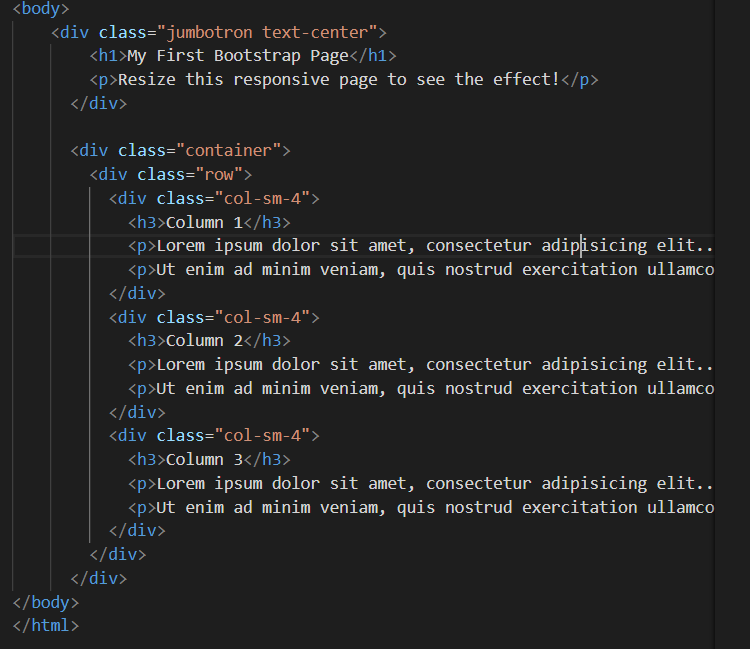 <body>
<div class="jumbotron text-center">
<h1>My First Bootstrap Page</h1>
<p>Resize this responsive page to see the effect!</p>
</div>
<div class="container">
<div class="row">
<div class="col-sm-4">
<h3>Column 1</h3>
<p>Lorem ipsum dolor sit amet, consectetur adipisicing elit..
<p>Ut enim ad minim veniam, quis nostrud exercitation ullamco
</div>
<div class="col-sm-4">
<h3>Column 2</h3>
<p>Lorem ipsum dolor sit amet, consectetur adipisicing elit..
<p>Ut enim ad minim veniam, quis nostrud exercitation ullamco
</div>
<div class="col-sm-4">
<h3>Column 3</h3>
<p>Lorem ipsum dolor sit amet, consectetur adipisicing elit..
<p>Ut enim ad minim veniam, quis nostrud exercitation ullamco
</div>
</div>
</div>
</body>
</html>